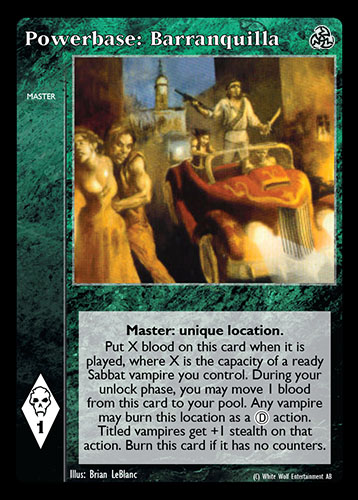 Powerbase: Barranquilla
MASTER
Master: unique location.
Put X blood on this card when it is
played, where X is the capacity of a ready
Sabbat vampire you control. During your
unlock phase, you may move 1 blood
from this card to your pool. Any vampire
may burn this location as a Ⓓ action.
Titled vampires get +1 stealth on that
action. Burn this card if it has no counters.
1
Illus: Brian LeBlanc
(C) White Wolf Entertainment AB